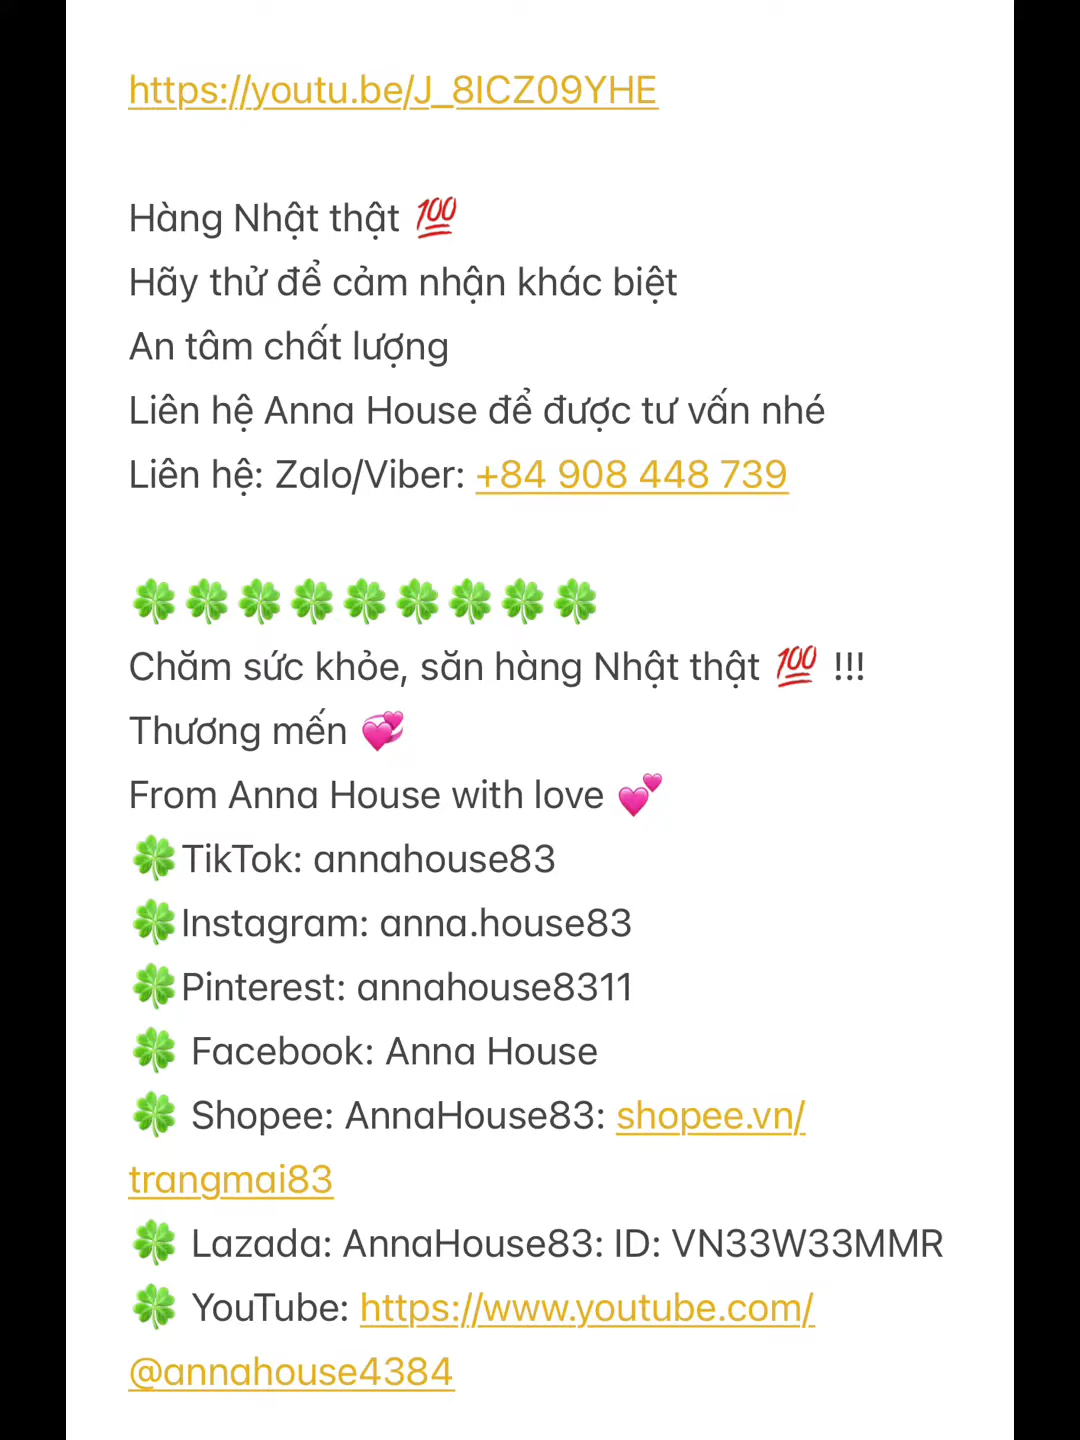 https://youtu.be/J_8ICZ09YHE
Hàng Nhật thật 💯
Hãy thử để cảm nhận khác biệt
An tâm chất lượng
Liên hệ Anna House để được tư vấn nhé
Liên hệ: Zalo/Viber: +84 908 448 739
🍀🍀🍀🍀🍀🍀🍀🍀🍀
Chăm sức khỏe, săn hàng Nhật thật 💯 !!!
Thương mến 💞
From Anna House with love 💕
🍀TikTok: annahouse83
🍀Instagram: anna.house83
🍀Pinterest: annahouse8311
🍀 Facebook: Anna House
🍀 Shopee: AnnaHouse83: shopee.vn/
trangmai83
🍀 Lazada: AnnaHouse83: ID: VN33W33MMR
🍀 YouTube: https://www.youtube.com/
@annahouse4384